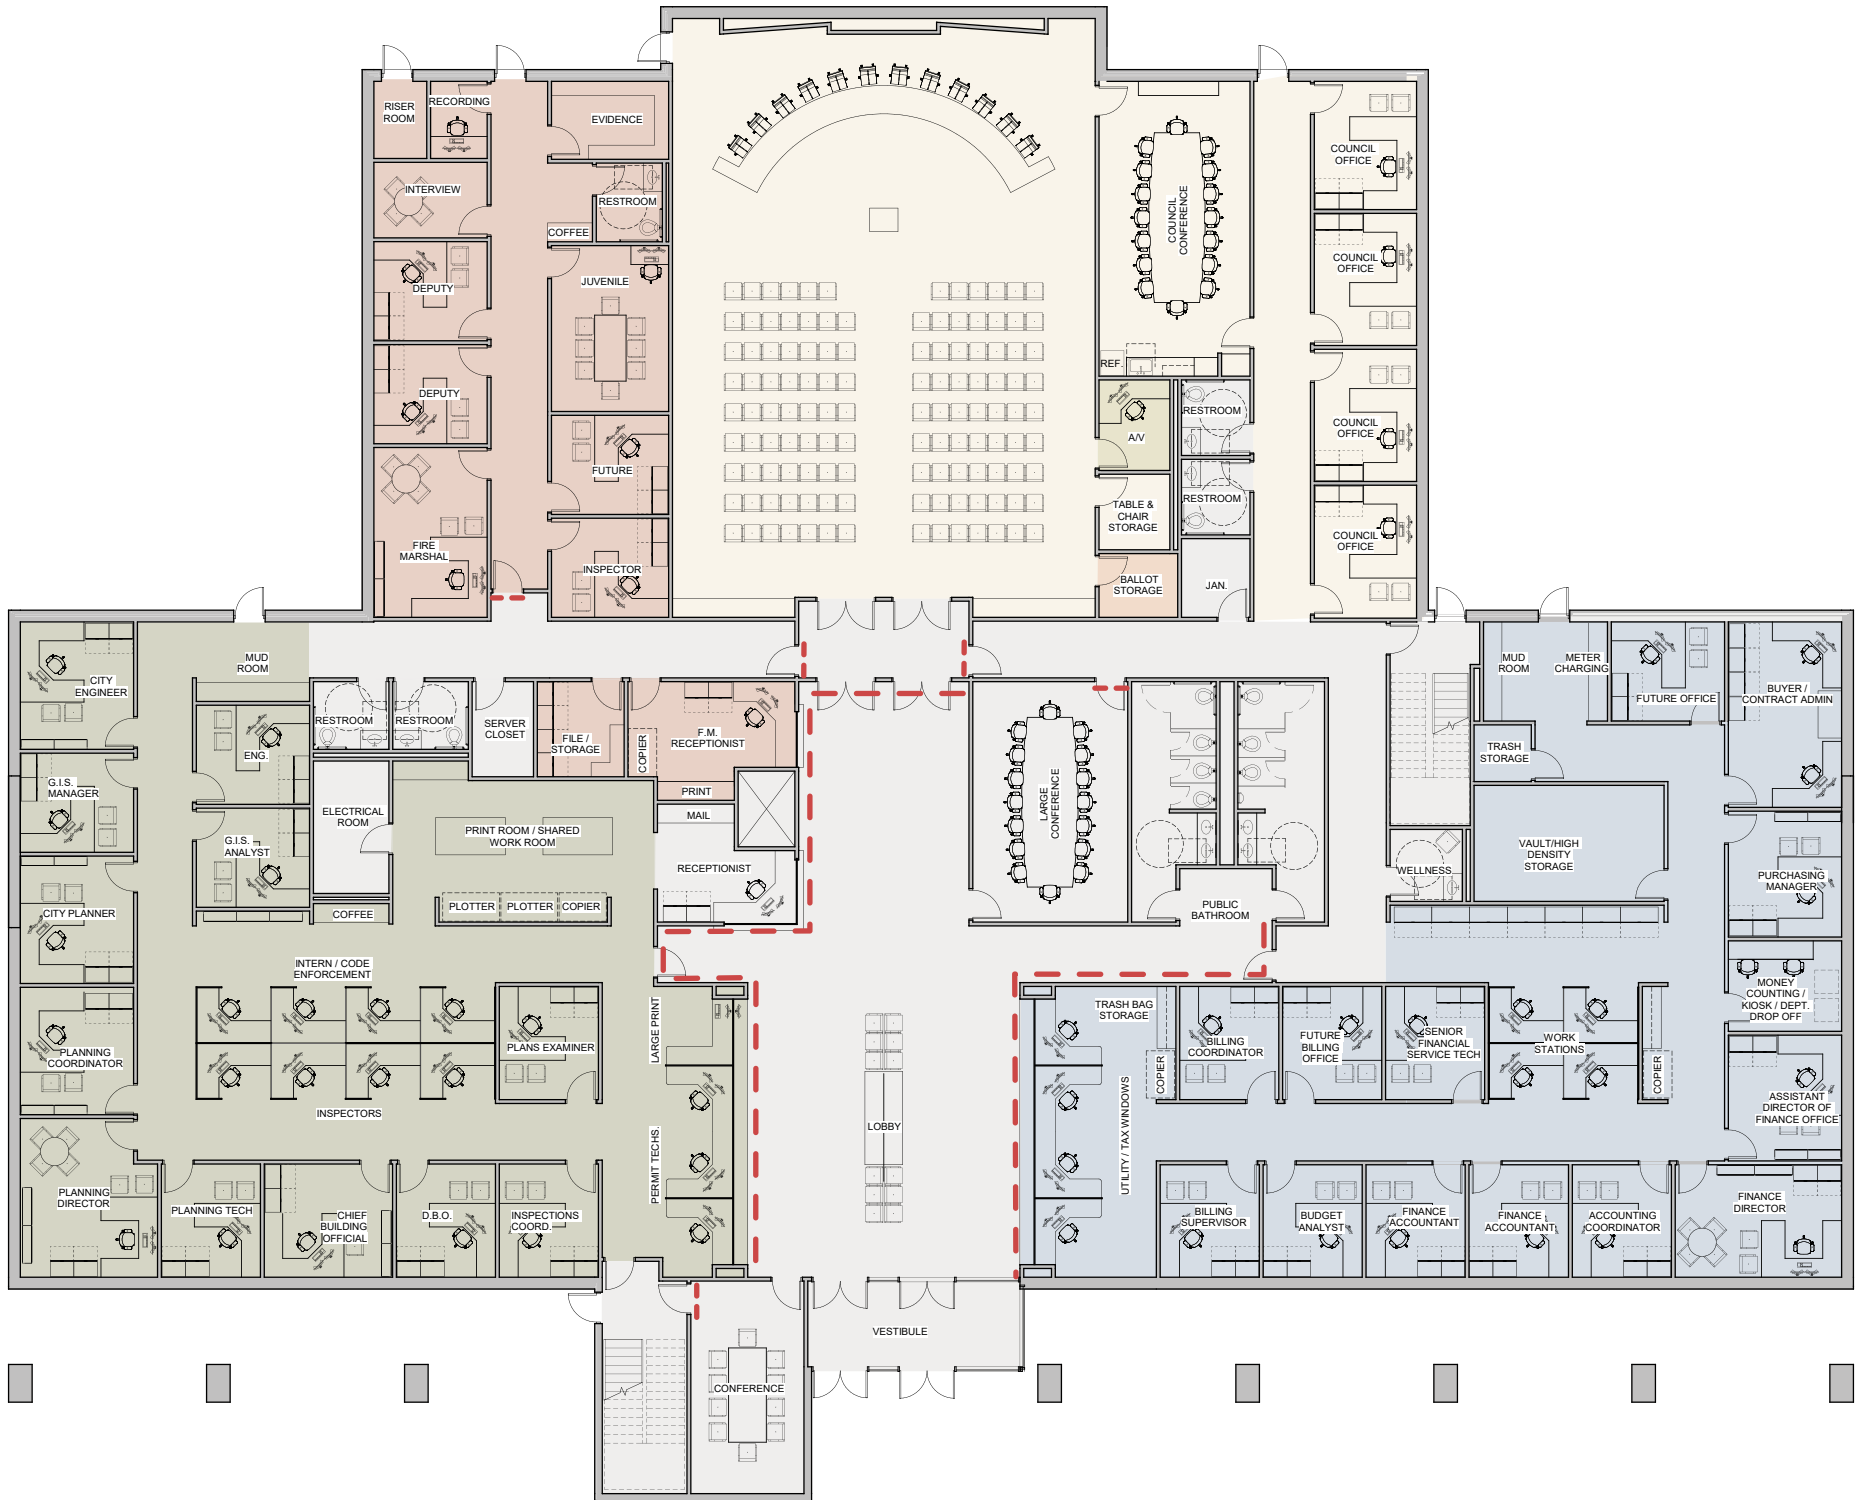 RISER
ROOM
RECORDING
EVIDENCE
INTERVIEW
RESTROOM
COFFEE
DEPUTY
JUVENILE
DEPUTY
FUTURE
FIRE
MARSHAL
INSPECTOR
COUNCIL
CONFERENCE
REF.
COUNCIL
OFFICE
COUNCIL
OFFICE
COUNCIL
OFFICE
COUNCIL
OFFICE
A/V
RESTROOM
TABLE &
CHAIR
STORAGE
RESTROOM
BALLOT
STORAGE
JAN.
CITY
ENGINEER
MUD
ROOM
ENG.
RESTROOM
RESTROOM
SERVER
CLOSET
FILE /
STORAGE
COPIER
F.M.
RECEPTIONIST
PRINT
MAIL
RECEPTIONIST
G.I.S.
MANAGER
G.I.S.
ANALYST
ELECTRICAL
ROOM
PRINT ROOM / SHARED
WORK ROOM
PLOTTER
PLOTTER
COPIER
COFFEE
CITY PLANNER
INTERN / CODE
ENFORCEMENT
PLANNING
COORDINATOR
INSPECTORS
PLANS EXAMINER
LARGE PRINT
PERMIT TECHS.
PLANNING
DIRECTOR
PLANNING TECH
CHIEF
BUILDING
OFFICIAL
D.B.O.
INSPECTIONS
COORD.
LARGE
CONFERENCE
PUBLIC
BATHROOM
LOBBY
VESTIBULE
CONFERENCE
MUD
ROOM
METER
CHARGING
FUTURE OFFICE
BUYER /
CONTRACT ADMIN
TRASH
STORAGE
VAULT/HIGH
DENSITY
STORAGE
WELLNESS
PURCHASING
MANAGER
MONEY
COUNTING /
KIOSK / DEPT.
DROP OFF
TRASH BAG
STORAGE
COPIER
UTILITY / TAX WINDOWS
BILLING
COORDINATOR
FUTURE
BILLING
OFFICE
SENIOR
FINANCIAL
SERVICE TECH
WORK
STATIONS
COPIER
ASSISTANT
DIRECTOR OF
FINANCE OFFICE
BILLING
SUPERVISOR
BUDGET
ANALYST
FINANCE
ACCOUNTANT
FINANCE
ACCOUNTANT
ACCOUNTING
COORDINATOR
FINANCE
DIRECTOR